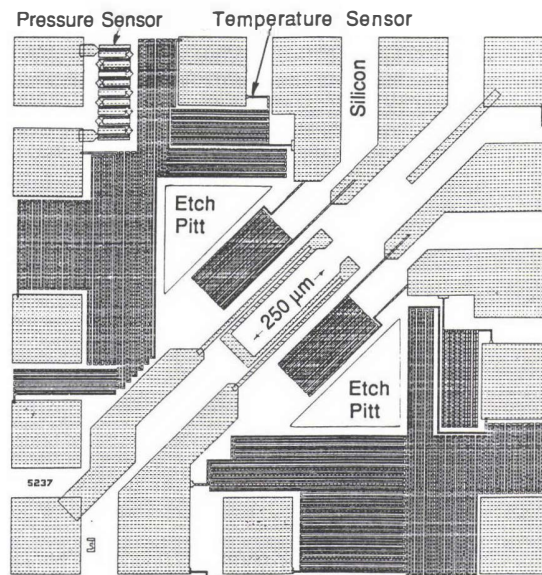 Pressure Sensor
Temperature Sensor
Silicon
Etch
Pitt
250 µm
Etch
Pitt
5237